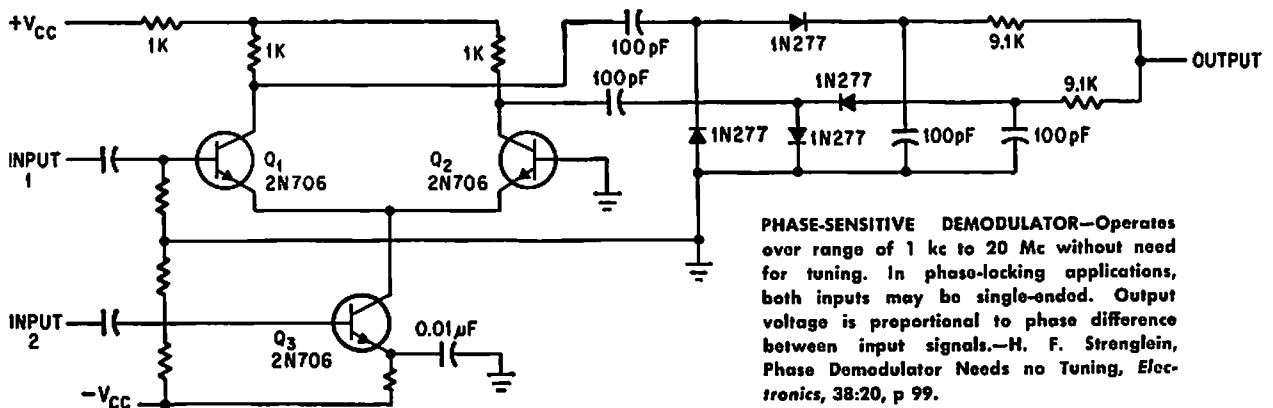 +VCC
1K
1K
1K
100pF
100pF
1N277
1N277
9.1K
9.1K
OUTPUT
1N277
1N277
100pF
100pF
INPUT
1
Q1
2N706
Q2
2N706
INPUT
2
Q3
2N706
0.01µF
-VCC
PHASE-SENSITIVE DEMODULATOR—Operates
over range of 1 kc to 20 Mc without need
for tuning. In phase-locking applications,
both inputs may be single-ended. Output
voltage is proportional to phase difference
between input signals.—H. F. Strenglein,
Phase Demodulator Needs no Tuning, Elec-
tronics, 38:20, p 99.